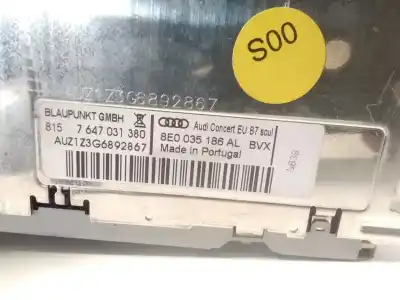 S00
AUZ1Z3G6892867
BLAUPUNKT GMBH
815 7 647 031 380
AUZ1Z3G6892867
Audi Concert EU 87 soul
8E0 035 186 AL BVX
Made in Portugal